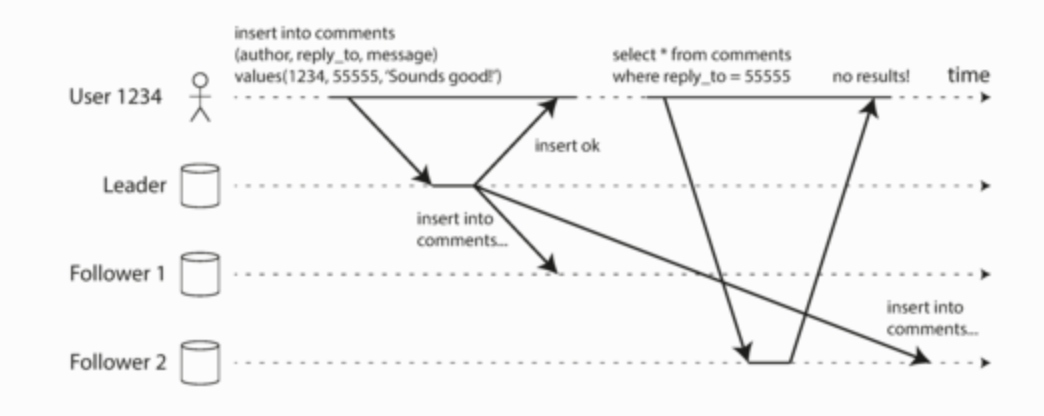 insert into comments
(author, reply_to, message)
values(1234, 55555, 'Sounds good!')
select * from comments
where reply_to = 55555
no results!
time
User 1234
insert ok
Leader
insert into
comments...
Follower 1
insert into
comments...
Follower 2